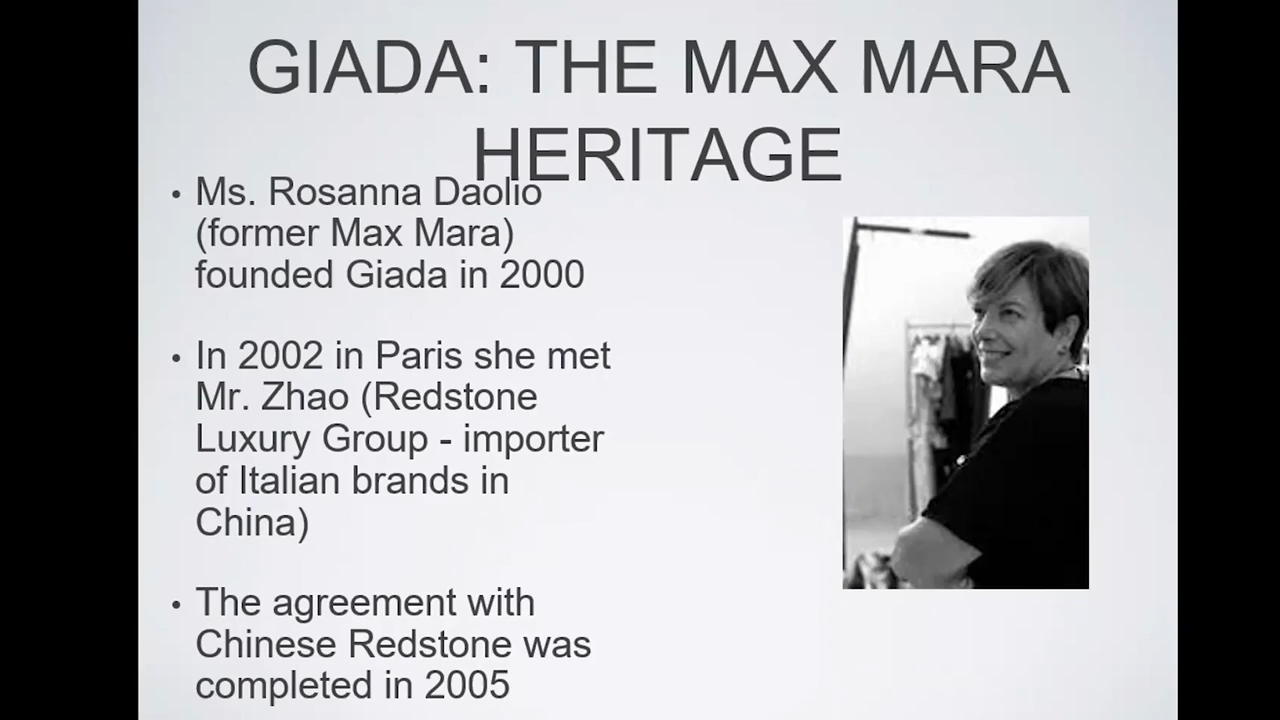 GIADA: THE MAX MARA
HERITAGE
• Ms. Rosanna Daolio
(former Max Mara)
founded Giada in 2000
• In 2002 in Paris she met
Mr. Zhao (Redstone
Luxury Group - importer
of Italian brands in
China)
• The agreement with
Chinese Redstone was
completed in 2005